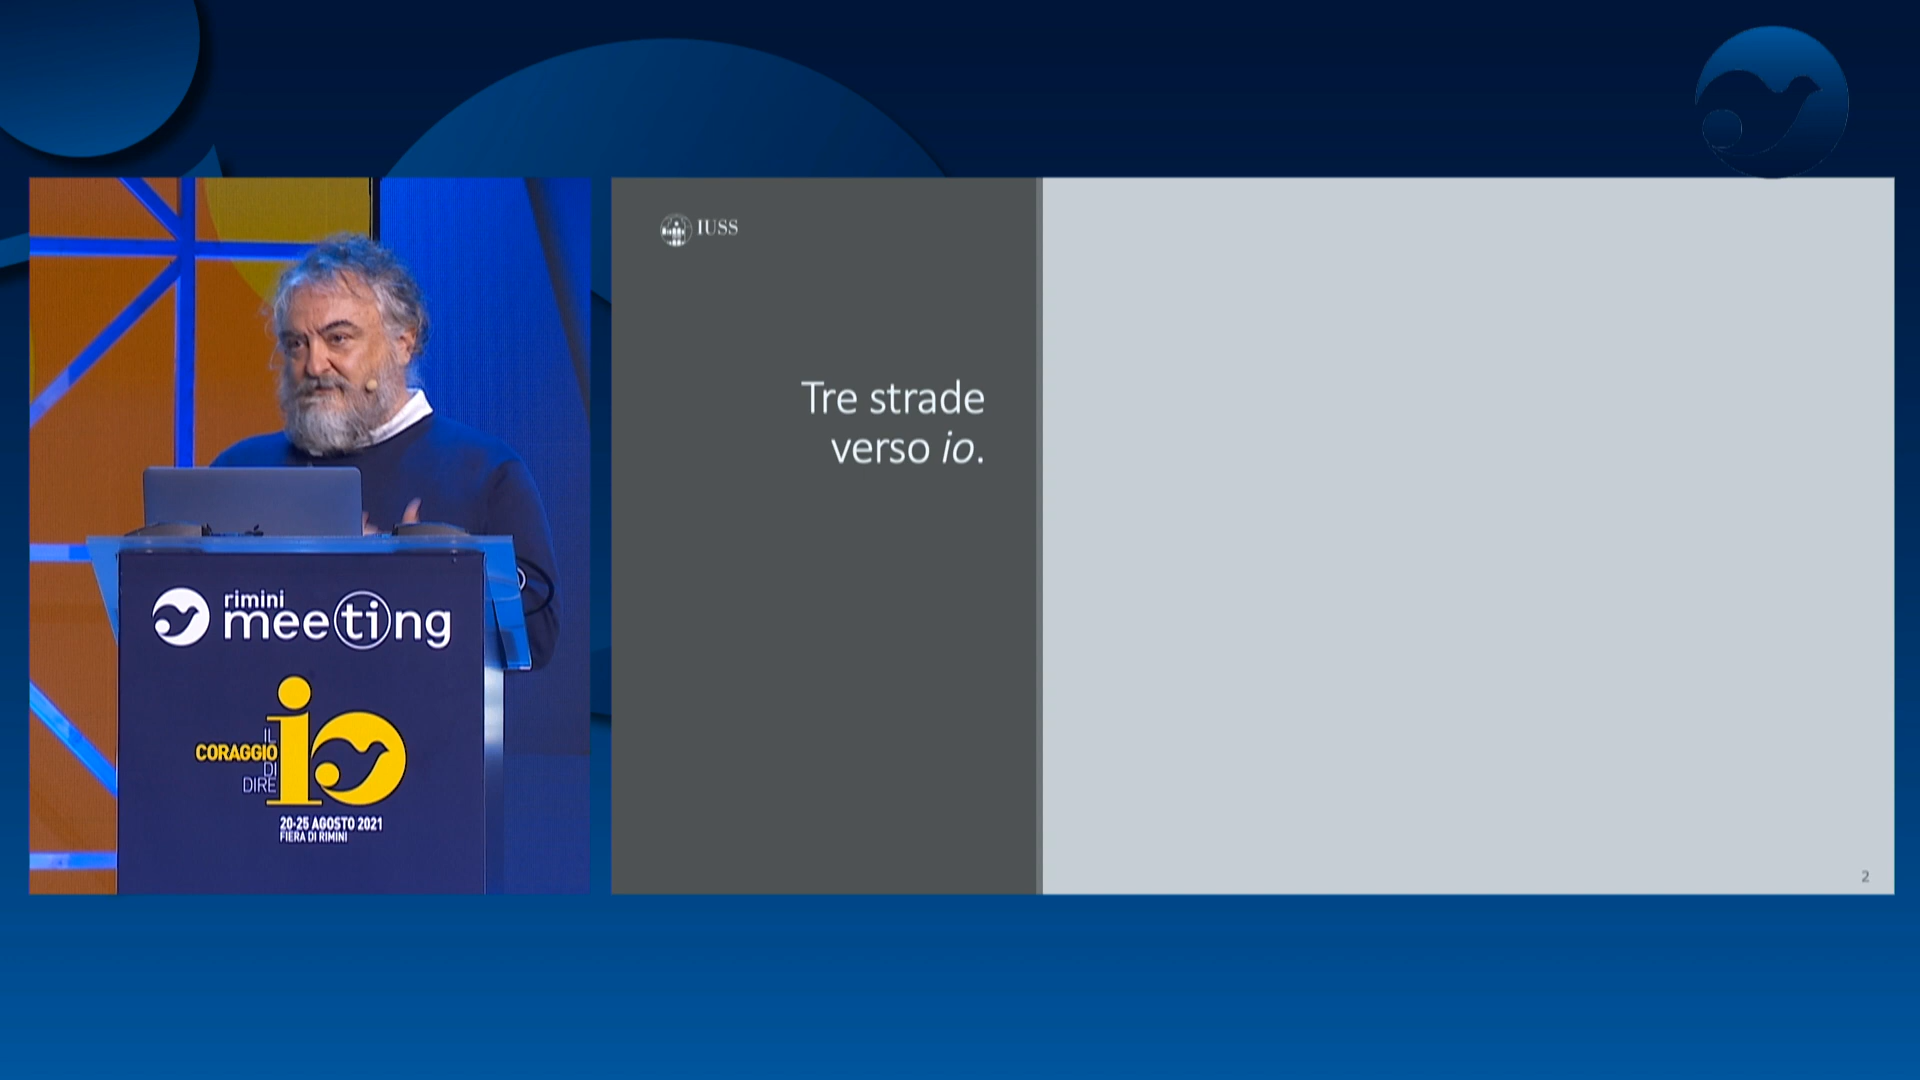 rimini
meeting
IL
CORAGGIO
DI
DIRE
io
20-25 AGOSTO 2021
FIERA DI RIMINI
IUSS
Tre strade
verso io.
2